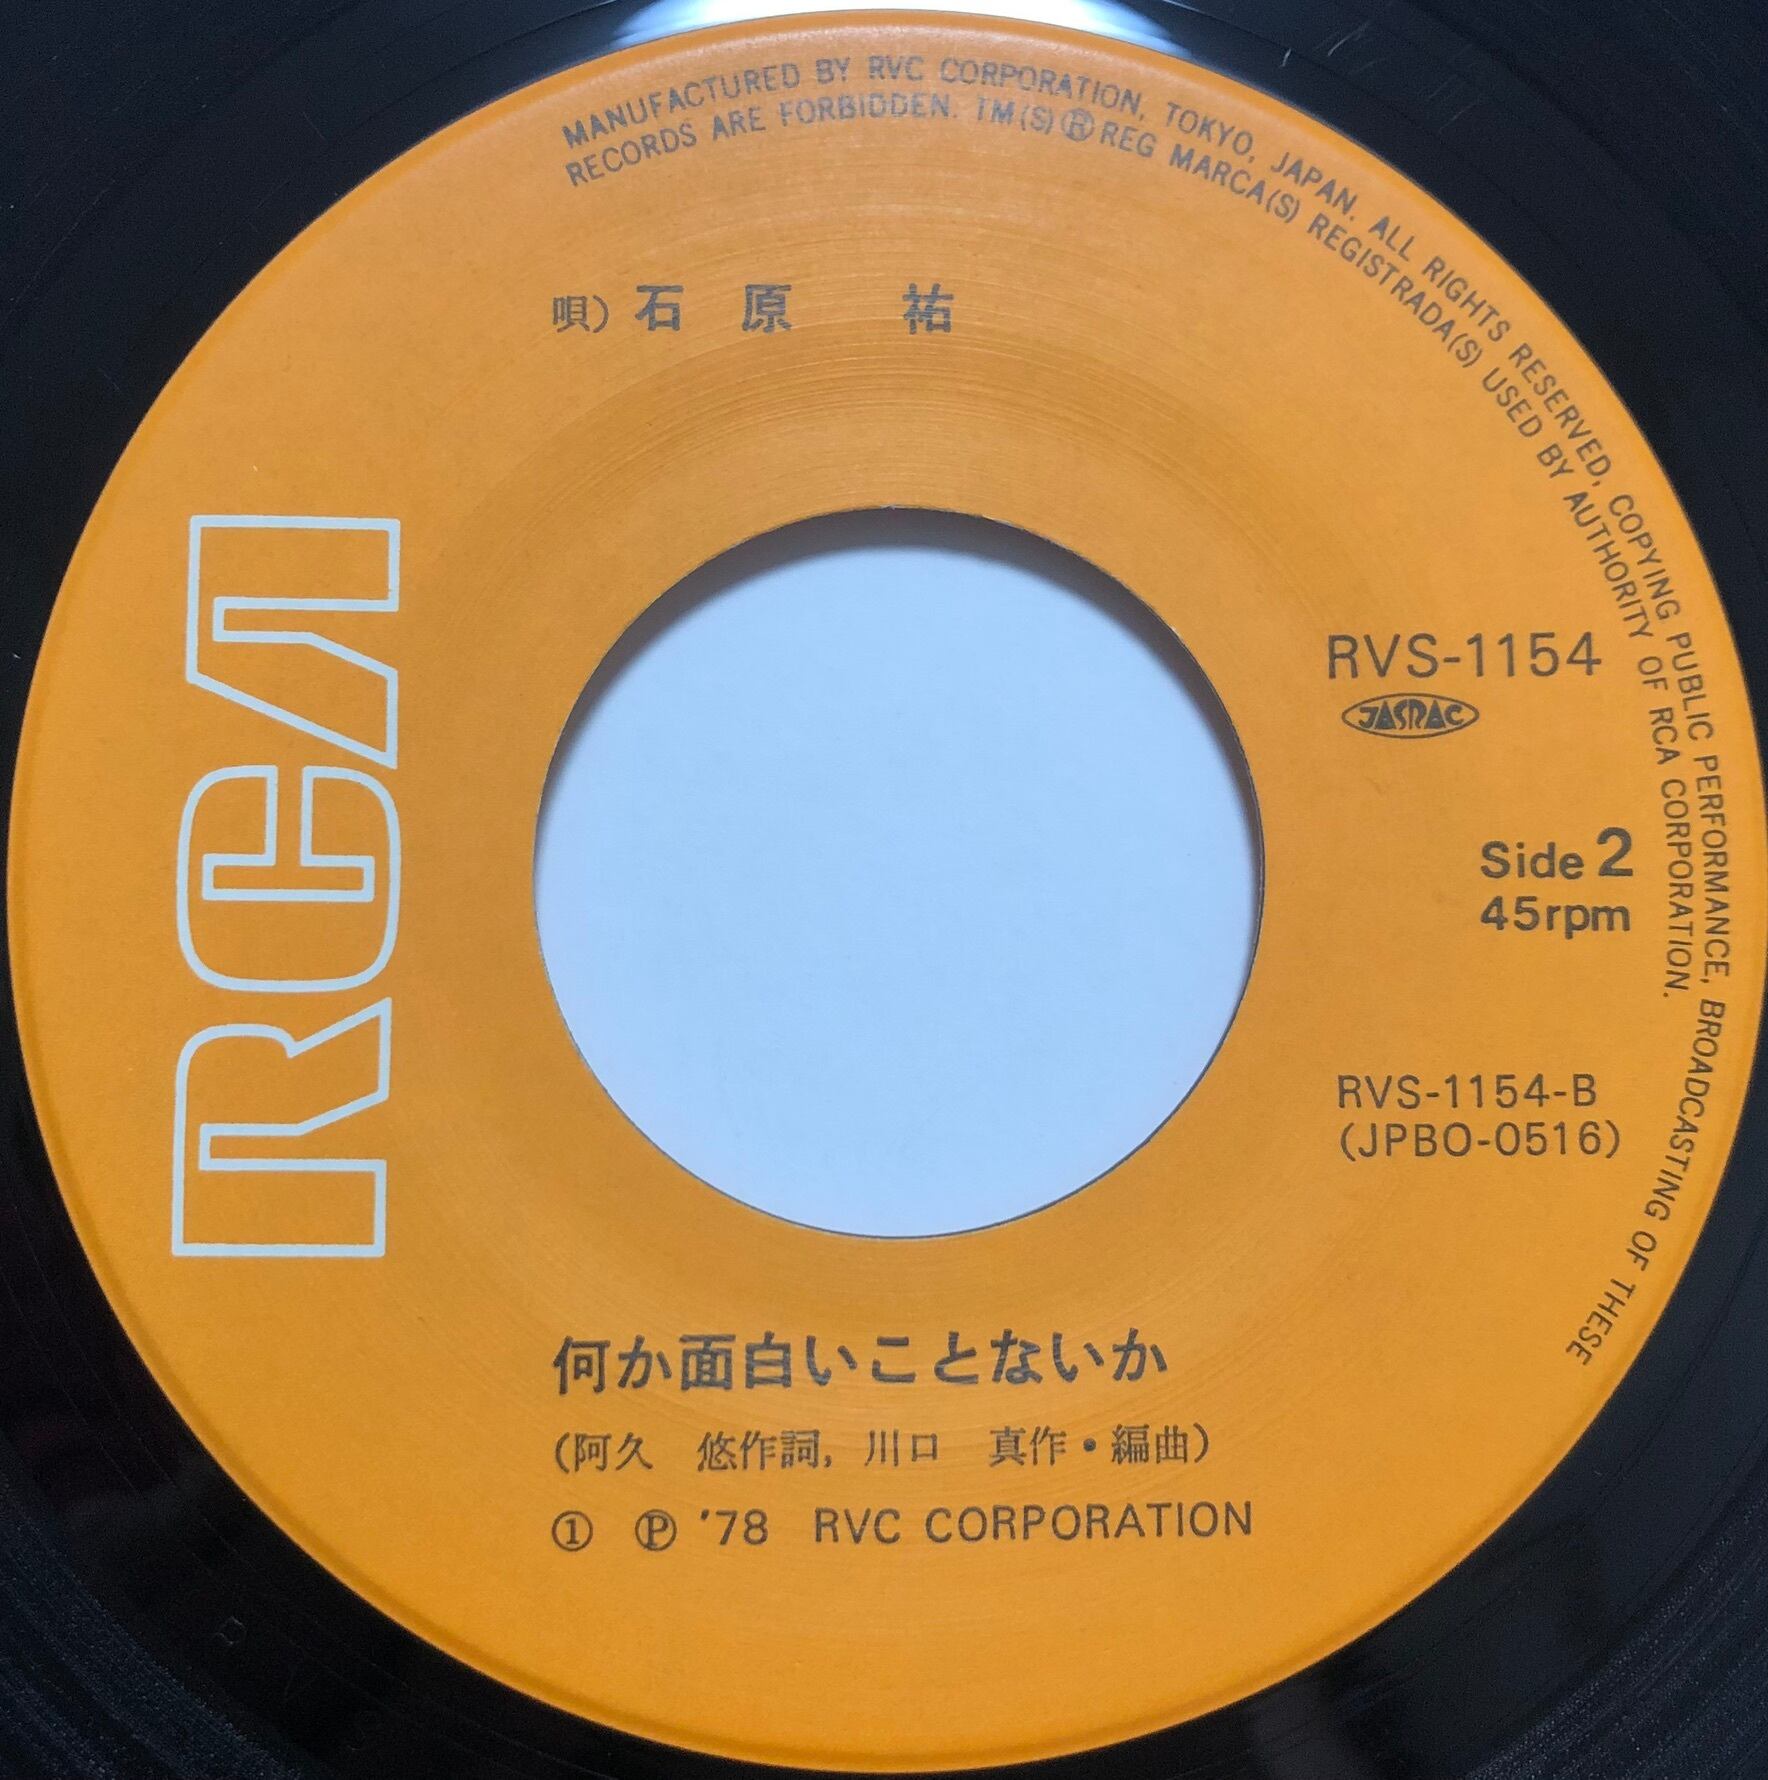 MANUFACTURED BY RVC CORPORATION, TOKYO, JAPAN. ALL RIGHTS RESERVED, COPYING PUBLIC PERFORMANCE, BROADCASTING OF THESE
RECORDS ARE FORBIDDEN. TM(S)®REG MARCA(S) REGISTRADA(S) USED BY AUTHORITY OF RCA CORPORATION.
唄) 石原 祐
RCA
RVS-1154
JASRAC
Side 2
45rpm
RVS-1154-B
(JPBO-0516)
何か面白いことないか
(阿久 悠作詞, 川口 真作・編曲)
① Ⓟ '78 RVC CORPORATION